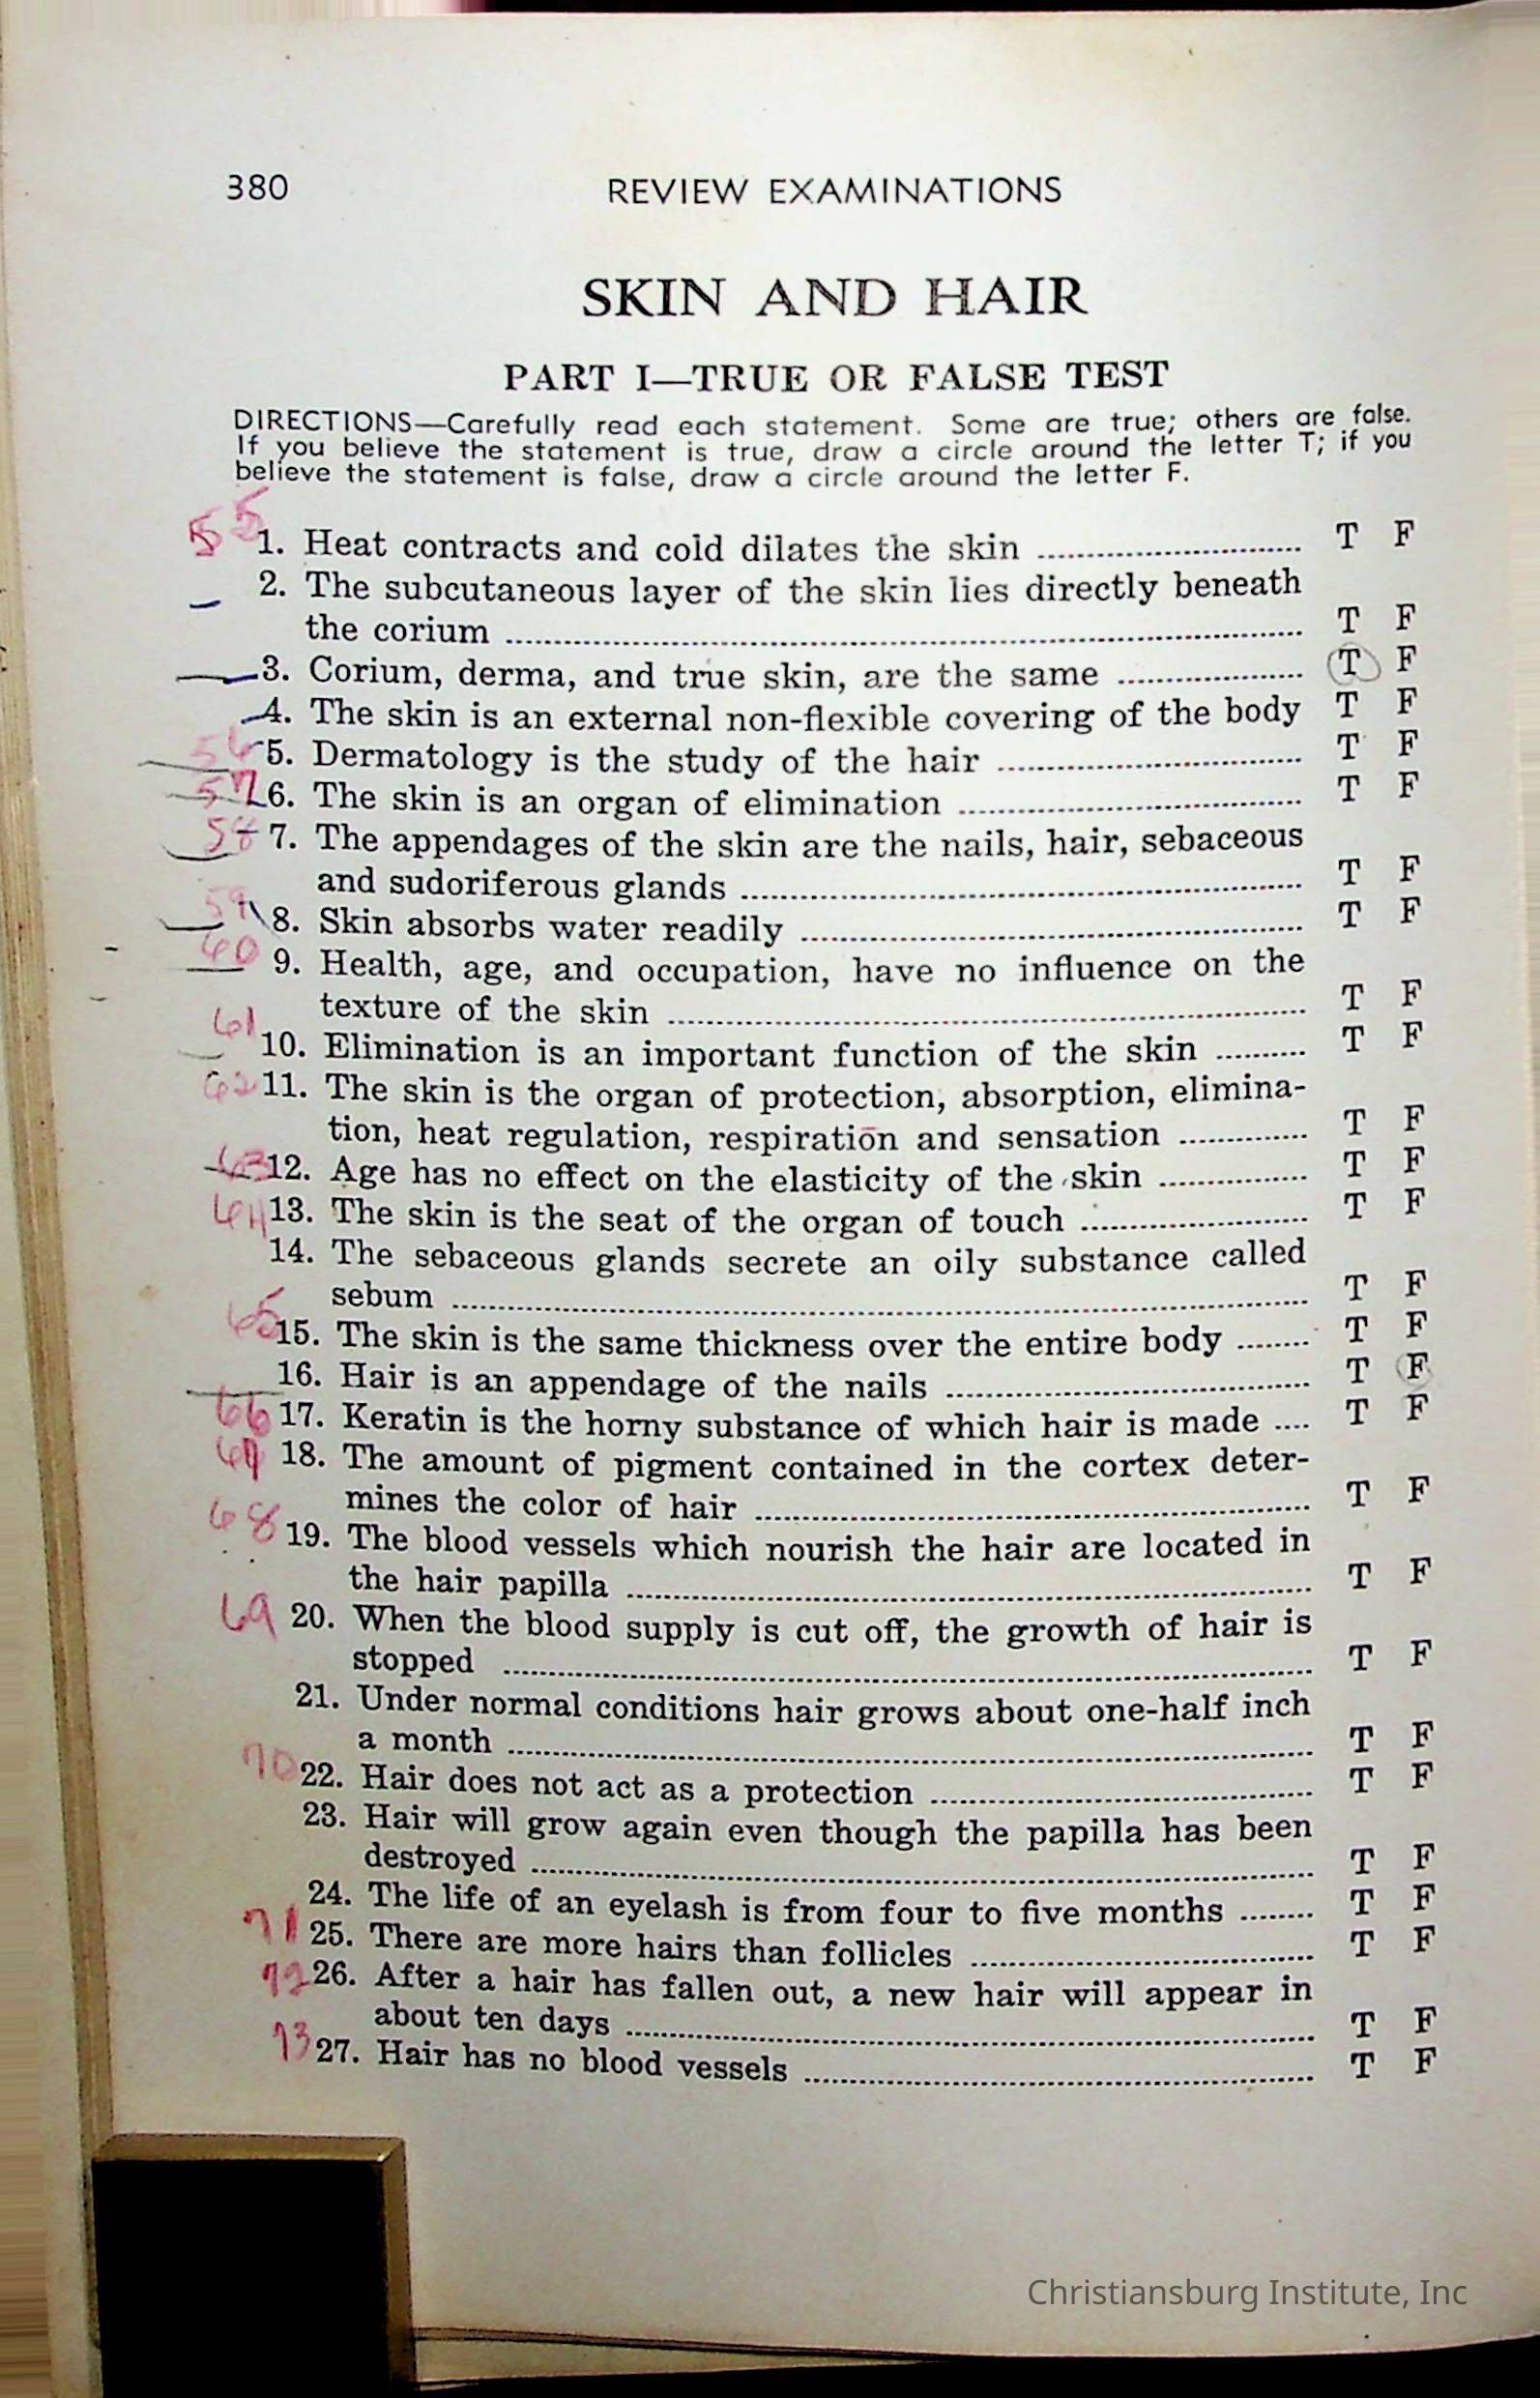 380
REVIEW EXAMINATIONS
SKIN AND HAIR
PART I—TRUE OR FALSE TEST
DIRECTIONS—Carefully read each statement. Some are true; others are false.
If you believe the statement is true, draw a circle around the letter T; if you
believe the statement is false, draw a circle around the letter F.
55 1. Heat contracts and cold dilates the skin T F
2. The subcutaneous layer of the skin lies directly beneath
the corium T F
3. Corium, derma, and true skin, are the same T F
4. The skin is an external non-flexible covering of the body T F
56 5. Dermatology is the study of the hair T F
57 6. The skin is an organ of elimination T F
58 7. The appendages of the skin are the nails, hair, sebaceous
and sudoriferous glands T F
59 8. Skin absorbs water readily T F
60 9. Health, age, and occupation, have no influence on the
texture of the skin T F
61 10. Elimination is an important function of the skin T F
62 11. The skin is the organ of protection, absorption, elimina-
tion, heat regulation, respiration and sensation T F
63 12. Age has no effect on the elasticity of the skin T F
64 13. The skin is the seat of the organ of touch T F
14. The sebaceous glands secrete an oily substance called
sebum T F
65 15. The skin is the same thickness over the entire body T F
16. Hair is an appendage of the nails T F
66 17. Keratin is the horny substance of which hair is made T F
18. The amount of pigment contained in the cortex deter-
mines the color of hair T F
68 19. The blood vessels which nourish the hair are located in
the hair papilla T F
69 20. When the blood supply is cut off, the growth of hair is
stopped T F
21. Under normal conditions hair grows about one-half inch
a month T F
70 22. Hair does not act as a protection T F
23. Hair will grow again even though the papilla has been
destroyed T F
24. The life of an eyelash is from four to five months T F
71 25. There are more hairs than follicles T F
72 26. After a hair has fallen out, a new hair will appear in
about ten days T F
73 27. Hair has no blood vessels T F
Christiansburg Institute, Inc